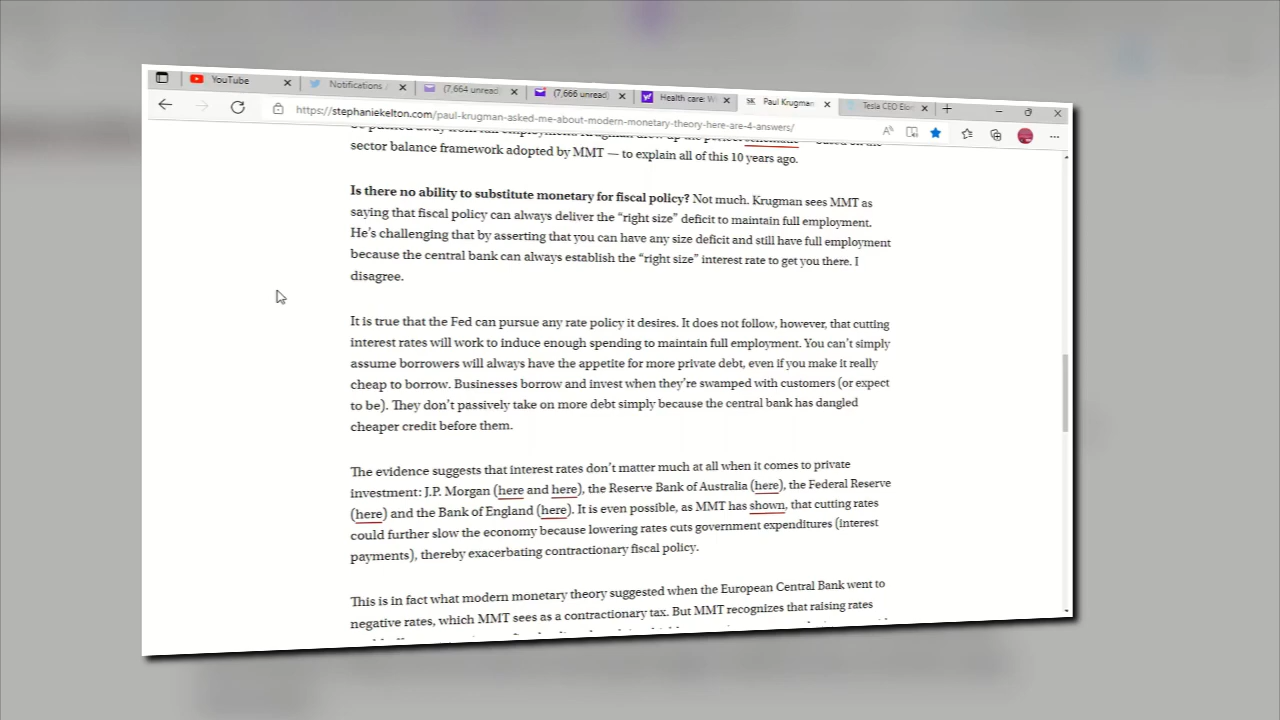 YouTube
Notifications /
(7,664 unread)
(7,666 unread)
Health care: W
SK Paul Krugman
Tesla CEO Elon
https://stephaniekelton.com/paul-krugman-asked-me-about-modern-monetary-theory-here-are-4-answers/
sector balance framework adopted by MMT — to explain all of this 10 years ago.
Is there no ability to substitute monetary for fiscal policy? Not much. Krugman sees MMT as
saying that fiscal policy can always deliver the “right size” deficit to maintain full employment.
He’s challenging that by asserting that you can have any size deficit and still have full employment
because the central bank can always establish the “right size” interest rate to get you there. I
disagree.
It is true that the Fed can pursue any rate policy it desires. It does not follow, however, that cutting
interest rates will work to induce enough spending to maintain full employment. You can’t simply
assume borrowers will always have the appetite for more private debt, even if you make it really
cheap to borrow. Businesses borrow and invest when they’re swamped with customers (or expect
to be). They don’t passively take on more debt simply because the central bank has dangled
cheaper credit before them.
The evidence suggests that interest rates don’t matter much at all when it comes to private
investment: J.P. Morgan (here and here), the Reserve Bank of Australia (here), the Federal Reserve
(here) and the Bank of England (here). It is even possible, as MMT has shown, that cutting rates
could further slow the economy because lowering rates cuts government expenditures (interest
payments), thereby exacerbating contractionary fiscal policy.
This is in fact what modern monetary theory suggested when the European Central Bank went to
negative rates, which MMT sees as a contractionary tax. But MMT recognizes that raising rates